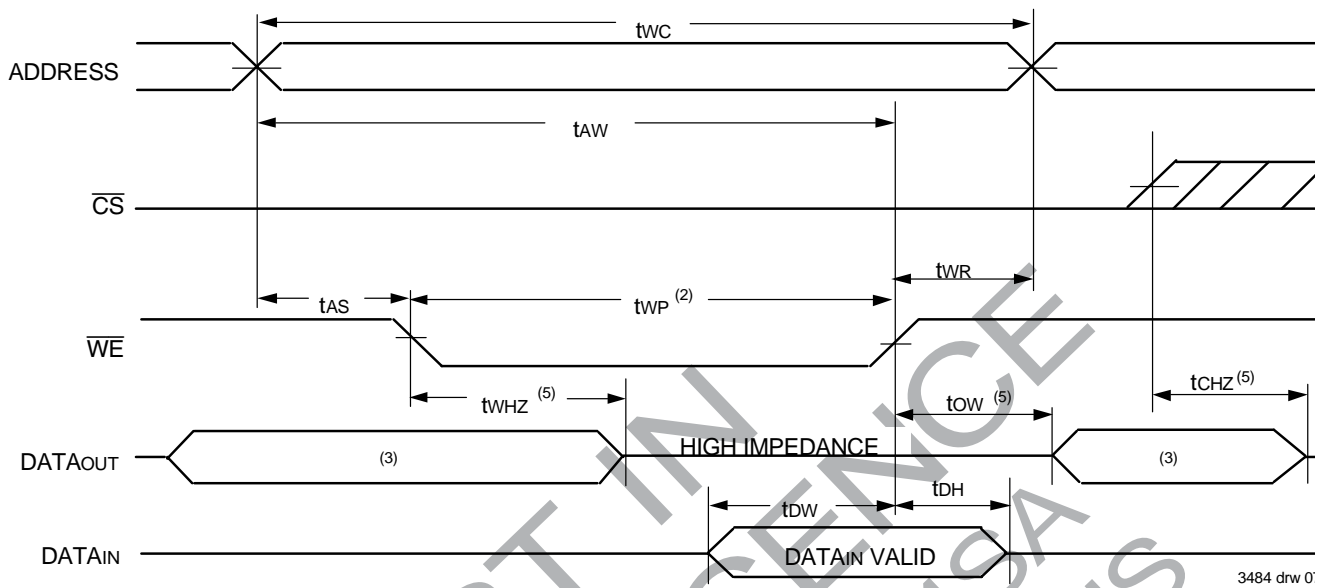 tWC
ADDRESS
tAW
CS
tWR
tAS
tWP (2)
WE
tCHZ (5)
tWHZ (5)
tOW (5)
HIGH IMPEDANCE
DATAOUT
(3)
(3)
tDW
tDH
DATAIN
DATAIN VALID
3484 drw 07